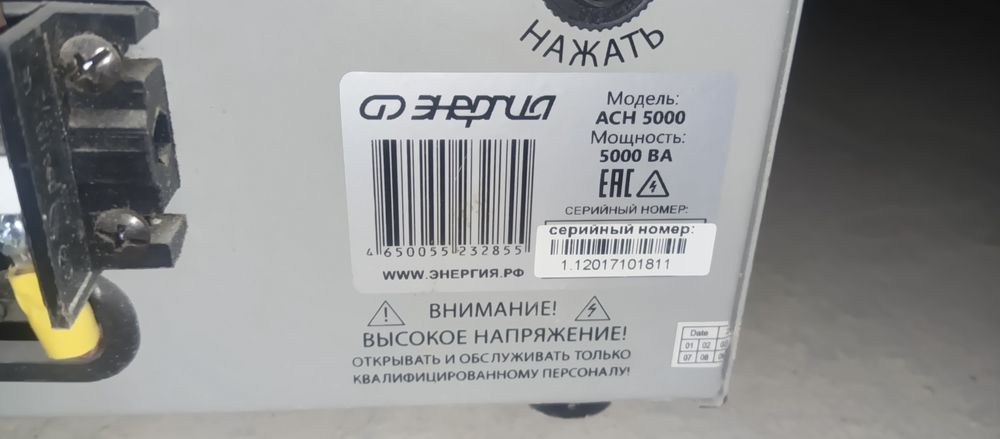 НАЖАТЬ
ЭНЕРГИЯ
Модель:
АСН 5000
Мощность:
5000 ВА
EAC
СЕРИЙНЫЙ НОМЕР:
серийный номер:
1.12017101811
4 650055 232855
WWW.ЭНЕРГИЯ.РФ
ВНИМАНИЕ!
ВЫСОКОЕ НАПРЯЖЕНИЕ!
ОТКРЫВАТЬ И ОБСЛУЖИВАТЬ ТОЛЬКО
КВАЛИФИЦИРОВАННОМУ ПЕРСОНАЛУ!
Date
01 02
07 08